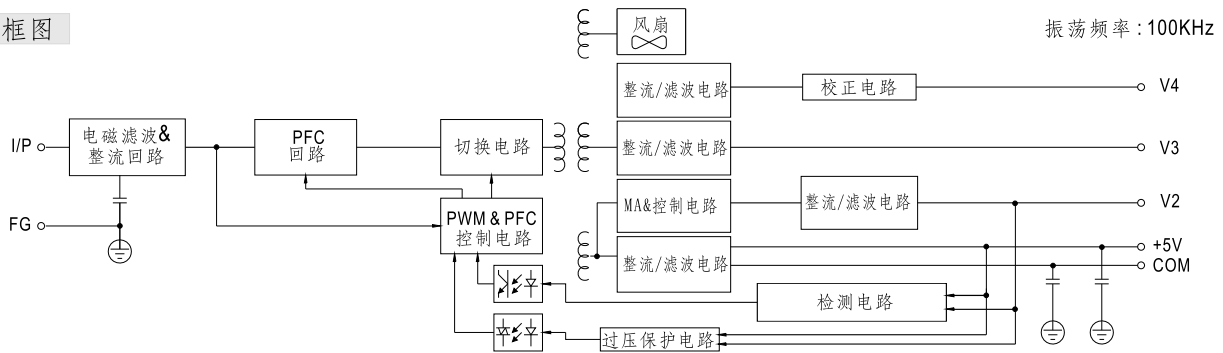 框图
风扇
振荡频率 : 100KHz
整流/滤波电路
校正电路
V4
I/P
电磁滤波&
整流回路
PFC
回路
切换电路
整流/滤波电路
V3
MA&控制电路
整流/滤波电路
V2
FG
PWM & PFC
控制电路
整流/滤波电路
+5V
COM
检测电路
过压保护电路